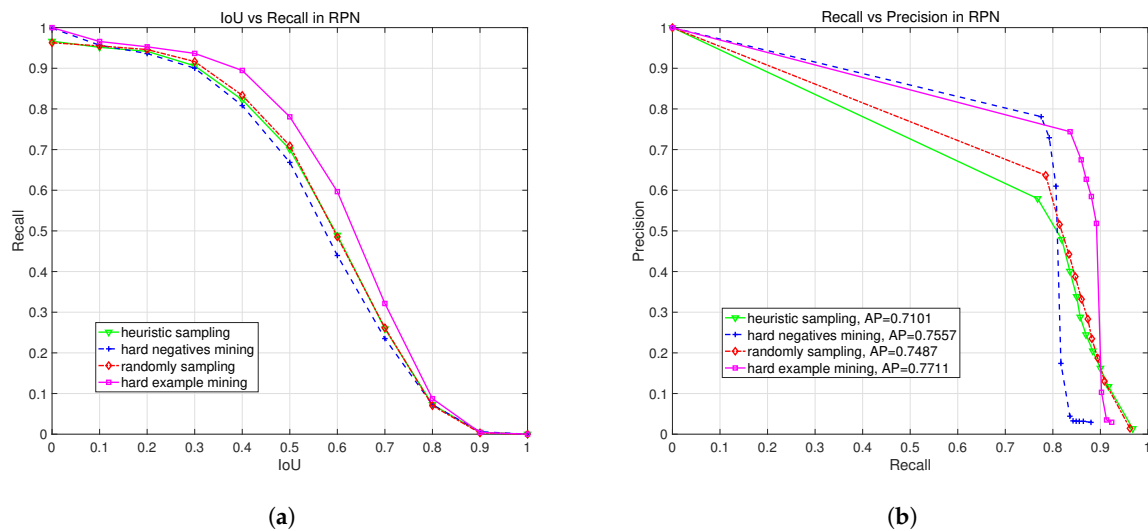 IoU vs Recall in RPN
1
0.9
0.8
0.7
0.6
0.5
0.4
0.3
0.2
0.1
0
Recall
heuristic sampling
hard negatives mining
randomly sampling
hard example mining
0 0.1 0.2 0.3 0.4 0.5 0.6 0.7 0.8 0.9 1
IoU
(a)
Recall vs Precision in RPN
1
0.9
0.8
0.7
0.6
0.5
0.4
0.3
0.2
0.1
0
Precision
heuristic sampling, AP=0.7101
hard negatives mining, AP=0.7557
randomly sampling, AP=0.7487
hard example mining, AP=0.7711
0 0.1 0.2 0.3 0.4 0.5 0.6 0.7 0.8 0.9 1
Recall
(b)